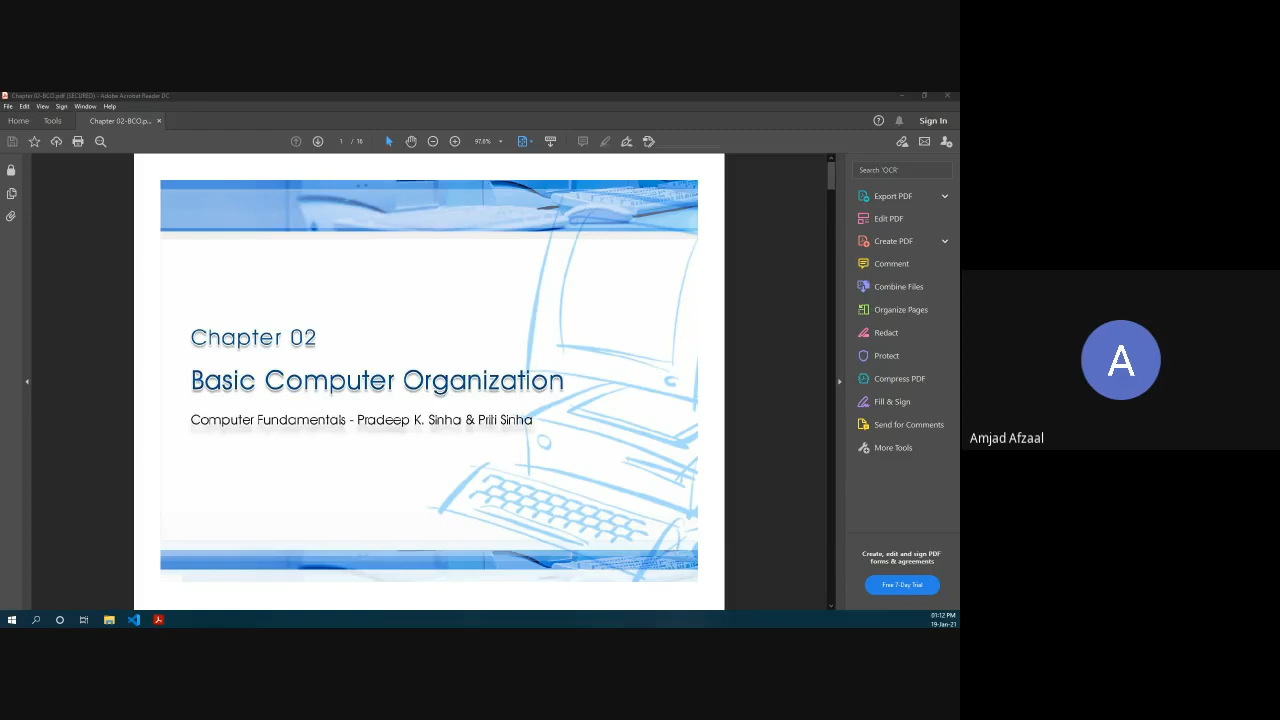 Chapter 02-BCO.pdf (SECURED) - Adobe Acrobat Reader DC
File Edit View Sign Window Help
Home Tools Chapter 02-BCO.p... × Sign In
1 / 16 97.8%
Search 'OCR'
Export PDF
Edit PDF
Create PDF
Comment
Combine Files
Organize Pages
Redact
Protect
Compress PDF
Fill & Sign
Send for Comments
More Tools
Chapter 02
Basic Computer Organization
Computer Fundamentals - Pradeep K. Sinha & Priti Sinha
Create, edit and sign PDF
forms & agreements
Free 7-Day Trial
01:12 PM
19-Jan-21
A
Amjad Afzaal